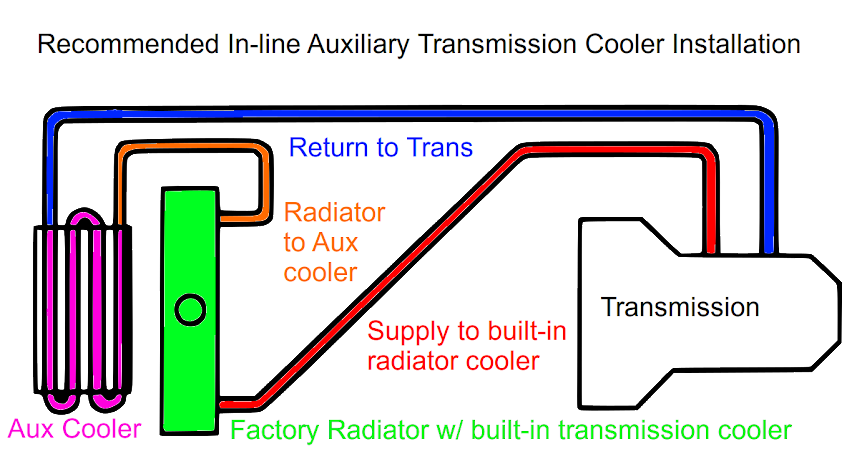 Recommended In-line Auxiliary Transmission Cooler Installation
Return to Trans
Radiator
to Aux
cooler
Transmission
Supply to built-in
radiator cooler
Aux Cooler
Factory Radiator w/ built-in transmission cooler